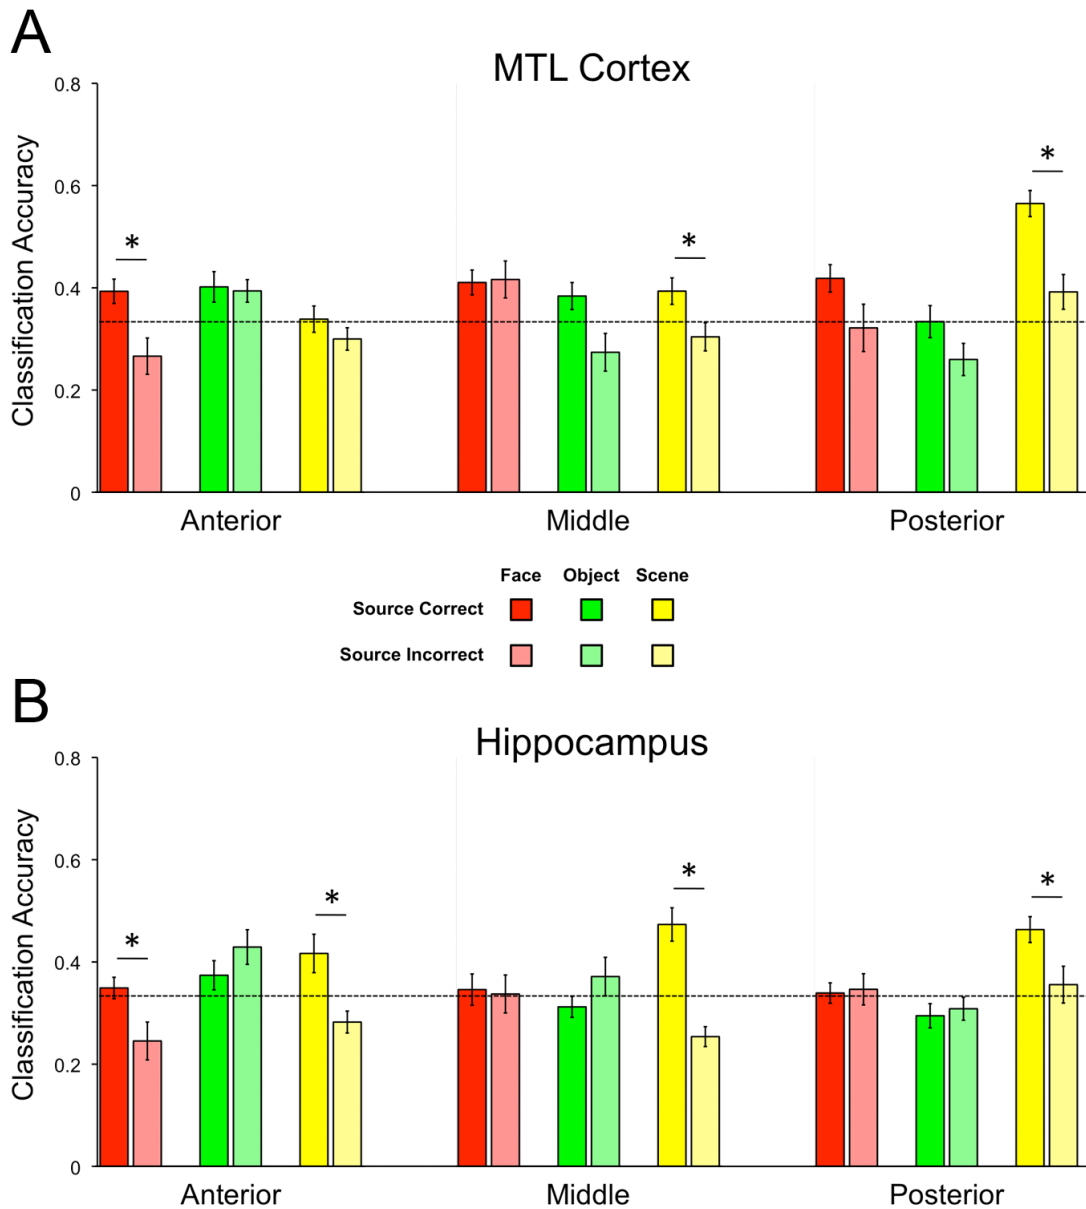 A
MTL Cortex
Classification Accuracy
0.8
0.6
0.4
0.2
0
*
*
*
Anterior Middle Posterior
Face Object Scene
Source Correct
Source Incorrect
B
Hippocampus
Classification Accuracy
0.8
0.6
0.4
0.2
0
*
*
*
*
Anterior Middle Posterior